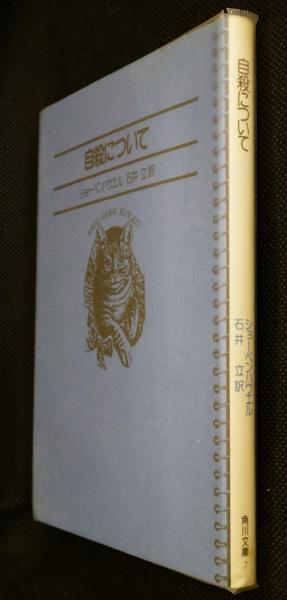 自殺について
ショーペンハウエル 石井 立訳
自殺について
ショーペンハウエル
石井 立訳
角川文庫